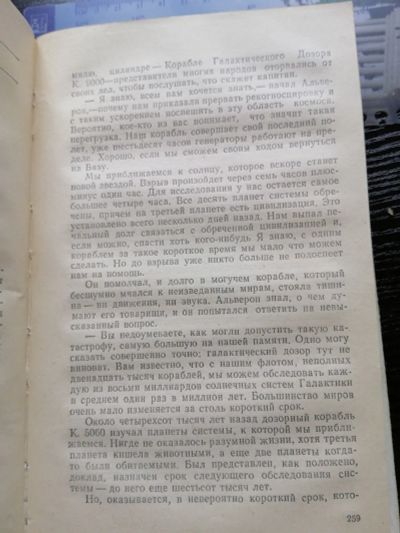 милю, цилиндре — Корабле Галактического Дозора
К. 9000 — представители многих народов оторвались от
своих дел, чтобы послушать, что скажет капитан.
— Я знаю, всем вам хочется знать, — начал Альве-
рон, — почему нам приказали прервать рекогносцировку и
с таким ускорением поспешить в эту область космоса.
Вероятно, кое-кто из вас понимает, что значит такая
перегрузка. Наш корабль совершает свой последний по-
лет, уже шестьдесят часов генераторы работают на пре-
деле. Хорошо, если мы сможем своим ходом вернуться
на Базу.
Мы приближаемся к солнцу, которое вскоре станет
новой звездой. Взрыв произойдет через семь часов плюс-
минус один час. Для исследования у нас остается самое
большее четыре часа. Все десять планет системы обре-
чены, причем на третьей планете есть цивилизация. Это
установлено всего несколько дней назад. Нам выпал пе-
чальный долг связаться с обреченной цивилизацией и,
если можно, спасти хоть кого-нибудь. Я знаю, с одним
кораблем за такое короткое время мы мало что можем
сделать. Но до взрыва уже никто больше не подоспеет
нам на помощь.
Он помолчал, и долго в могучем корабле, который
бесшумно мчался к неизведанным мирам, стояла тиши-
на — ни движения, ни звука. Альверон знал, о чем ду-
мают его товарищи, и он попытался ответить на невы-
сказанный вопрос.
— Вы недоумеваете, как могли допустить такую ка-
тастрофу, самую большую на нашей памяти. Одно могу
сказать совершенно точно: галактический дозор тут не
виноват. Вам известно, что с нашим флотом, неполных
двенадцать тысяч кораблей, мы можем обследовать каж-
дую из восьми миллиардов солнечных систем Галактики
в среднем один раз в миллион лет. Большинство миров
очень мало изменяется за столь короткий срок.
Около четырехсот тысяч лет назад дозорный корабль
К. 5060 изучал планеты системы, к которой мы прибли-
жаемся. Нигде не оказалось разумной жизни, хотя третья
планета кишела животными, а еще две планеты когда-
то были обитаемыми. Был представлен, как положено,
доклад, назначен срок следующего обследования сис-
темы — до него еще шестьсот тысяч лет.
Но, оказывается, в невероятно короткий срок, кото-
259